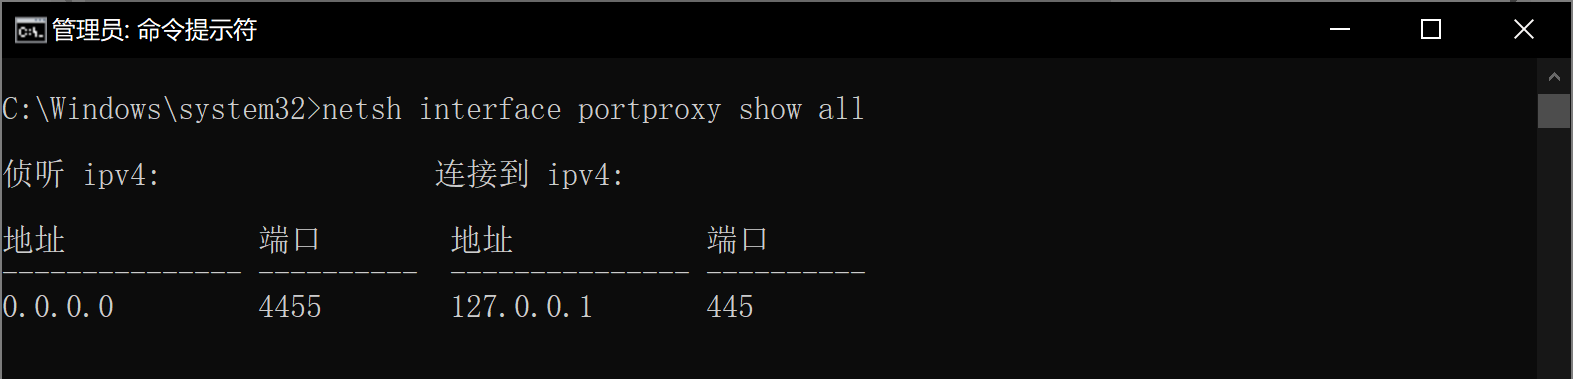 管理员: 命令提示符
C:\Windows\system32>netsh interface portproxy show all
侦听 ipv4:                 连接到 ipv4:
地址            端口        地址            端口
--------------- ----------  --------------- ----------
0.0.0.0         4455        127.0.0.1       445